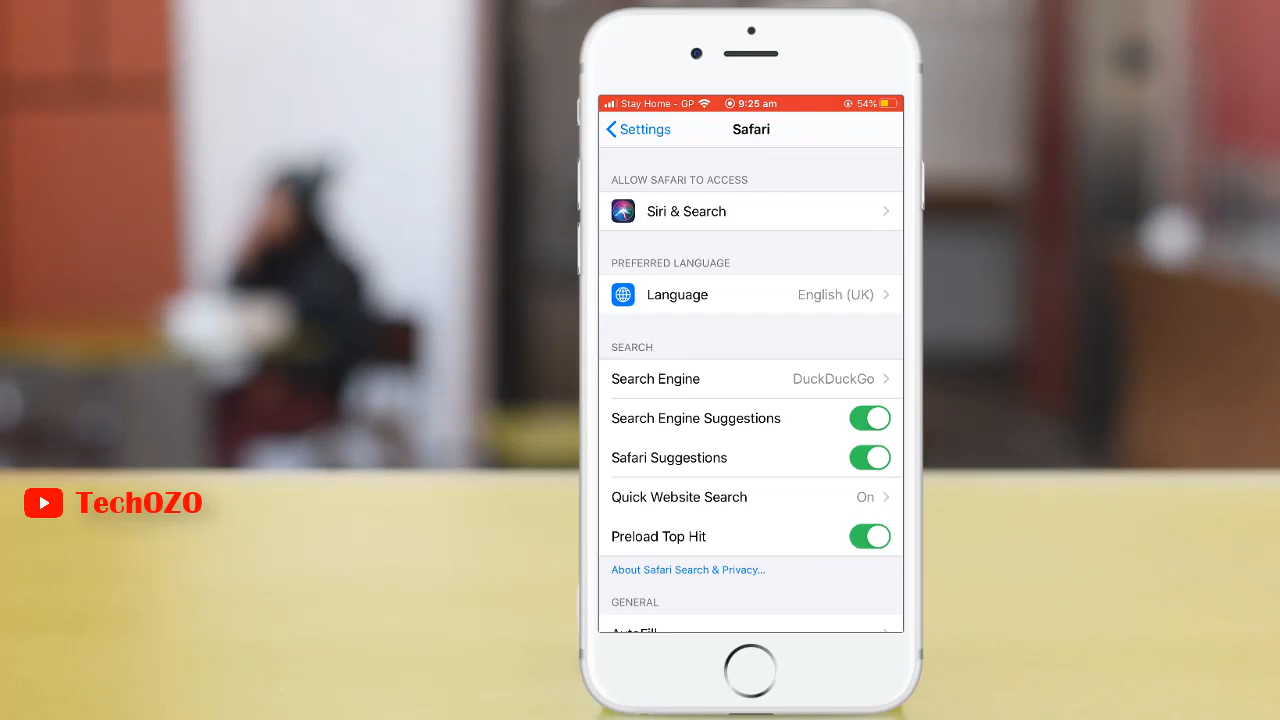 Stay Home - GP 9:25 am 54%
Settings Safari
ALLOW SAFARI TO ACCESS
Siri & Search
PREFERRED LANGUAGE
Language English (UK)
SEARCH
Search Engine DuckDuckGo
Search Engine Suggestions
Safari Suggestions
TechOZO
Quick Website Search On
Preload Top Hit
About Safari Search & Privacy...
GENERAL
AutoFill